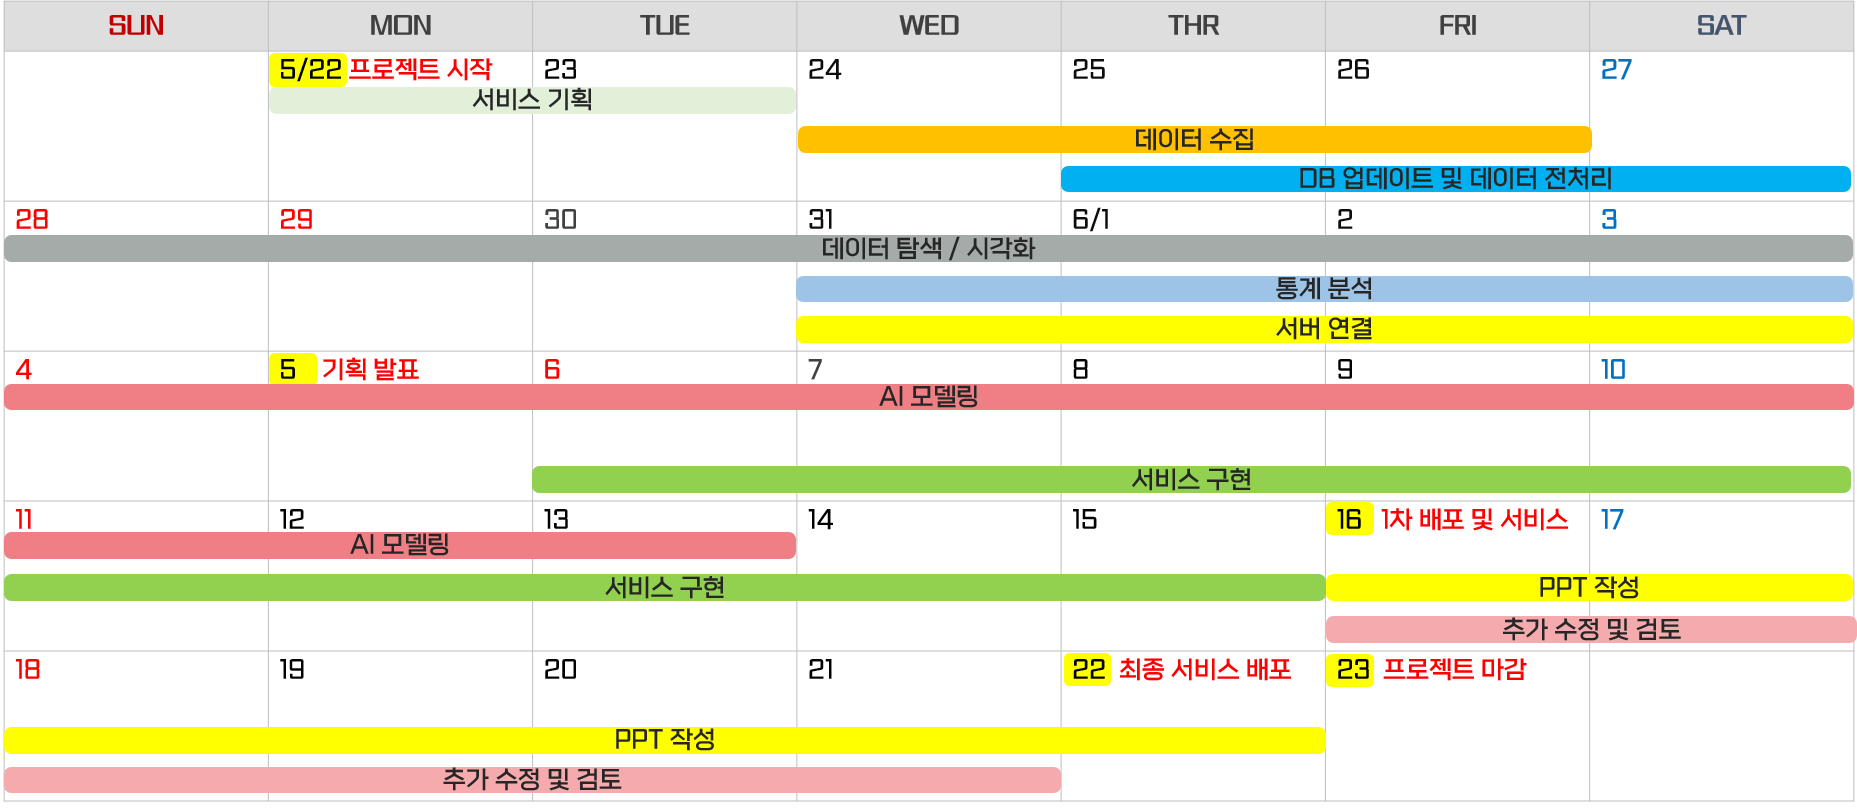 SUN MON TUE WED THR FRI SAT
5/22 프로젝트 시작 23 24 25 26 27
서비스 기획
데이터 수집
DB 업데이트 및 데이터 전처리
28 29 30 31 6/1 2 3
데이터 탐색 / 시각화
통계 분석
서버 연결
4 5 기획 발표 6 7 8 9 10
AI 모델링
서비스 구현
11 12 13 14 15 16 1차 배포 및 서비스 17
AI 모델링
서비스 구현 PPT 작성
추가 수정 및 검토
18 19 20 21 22 최종 서비스 배포 23 프로젝트 마감
PPT 작성
추가 수정 및 검토